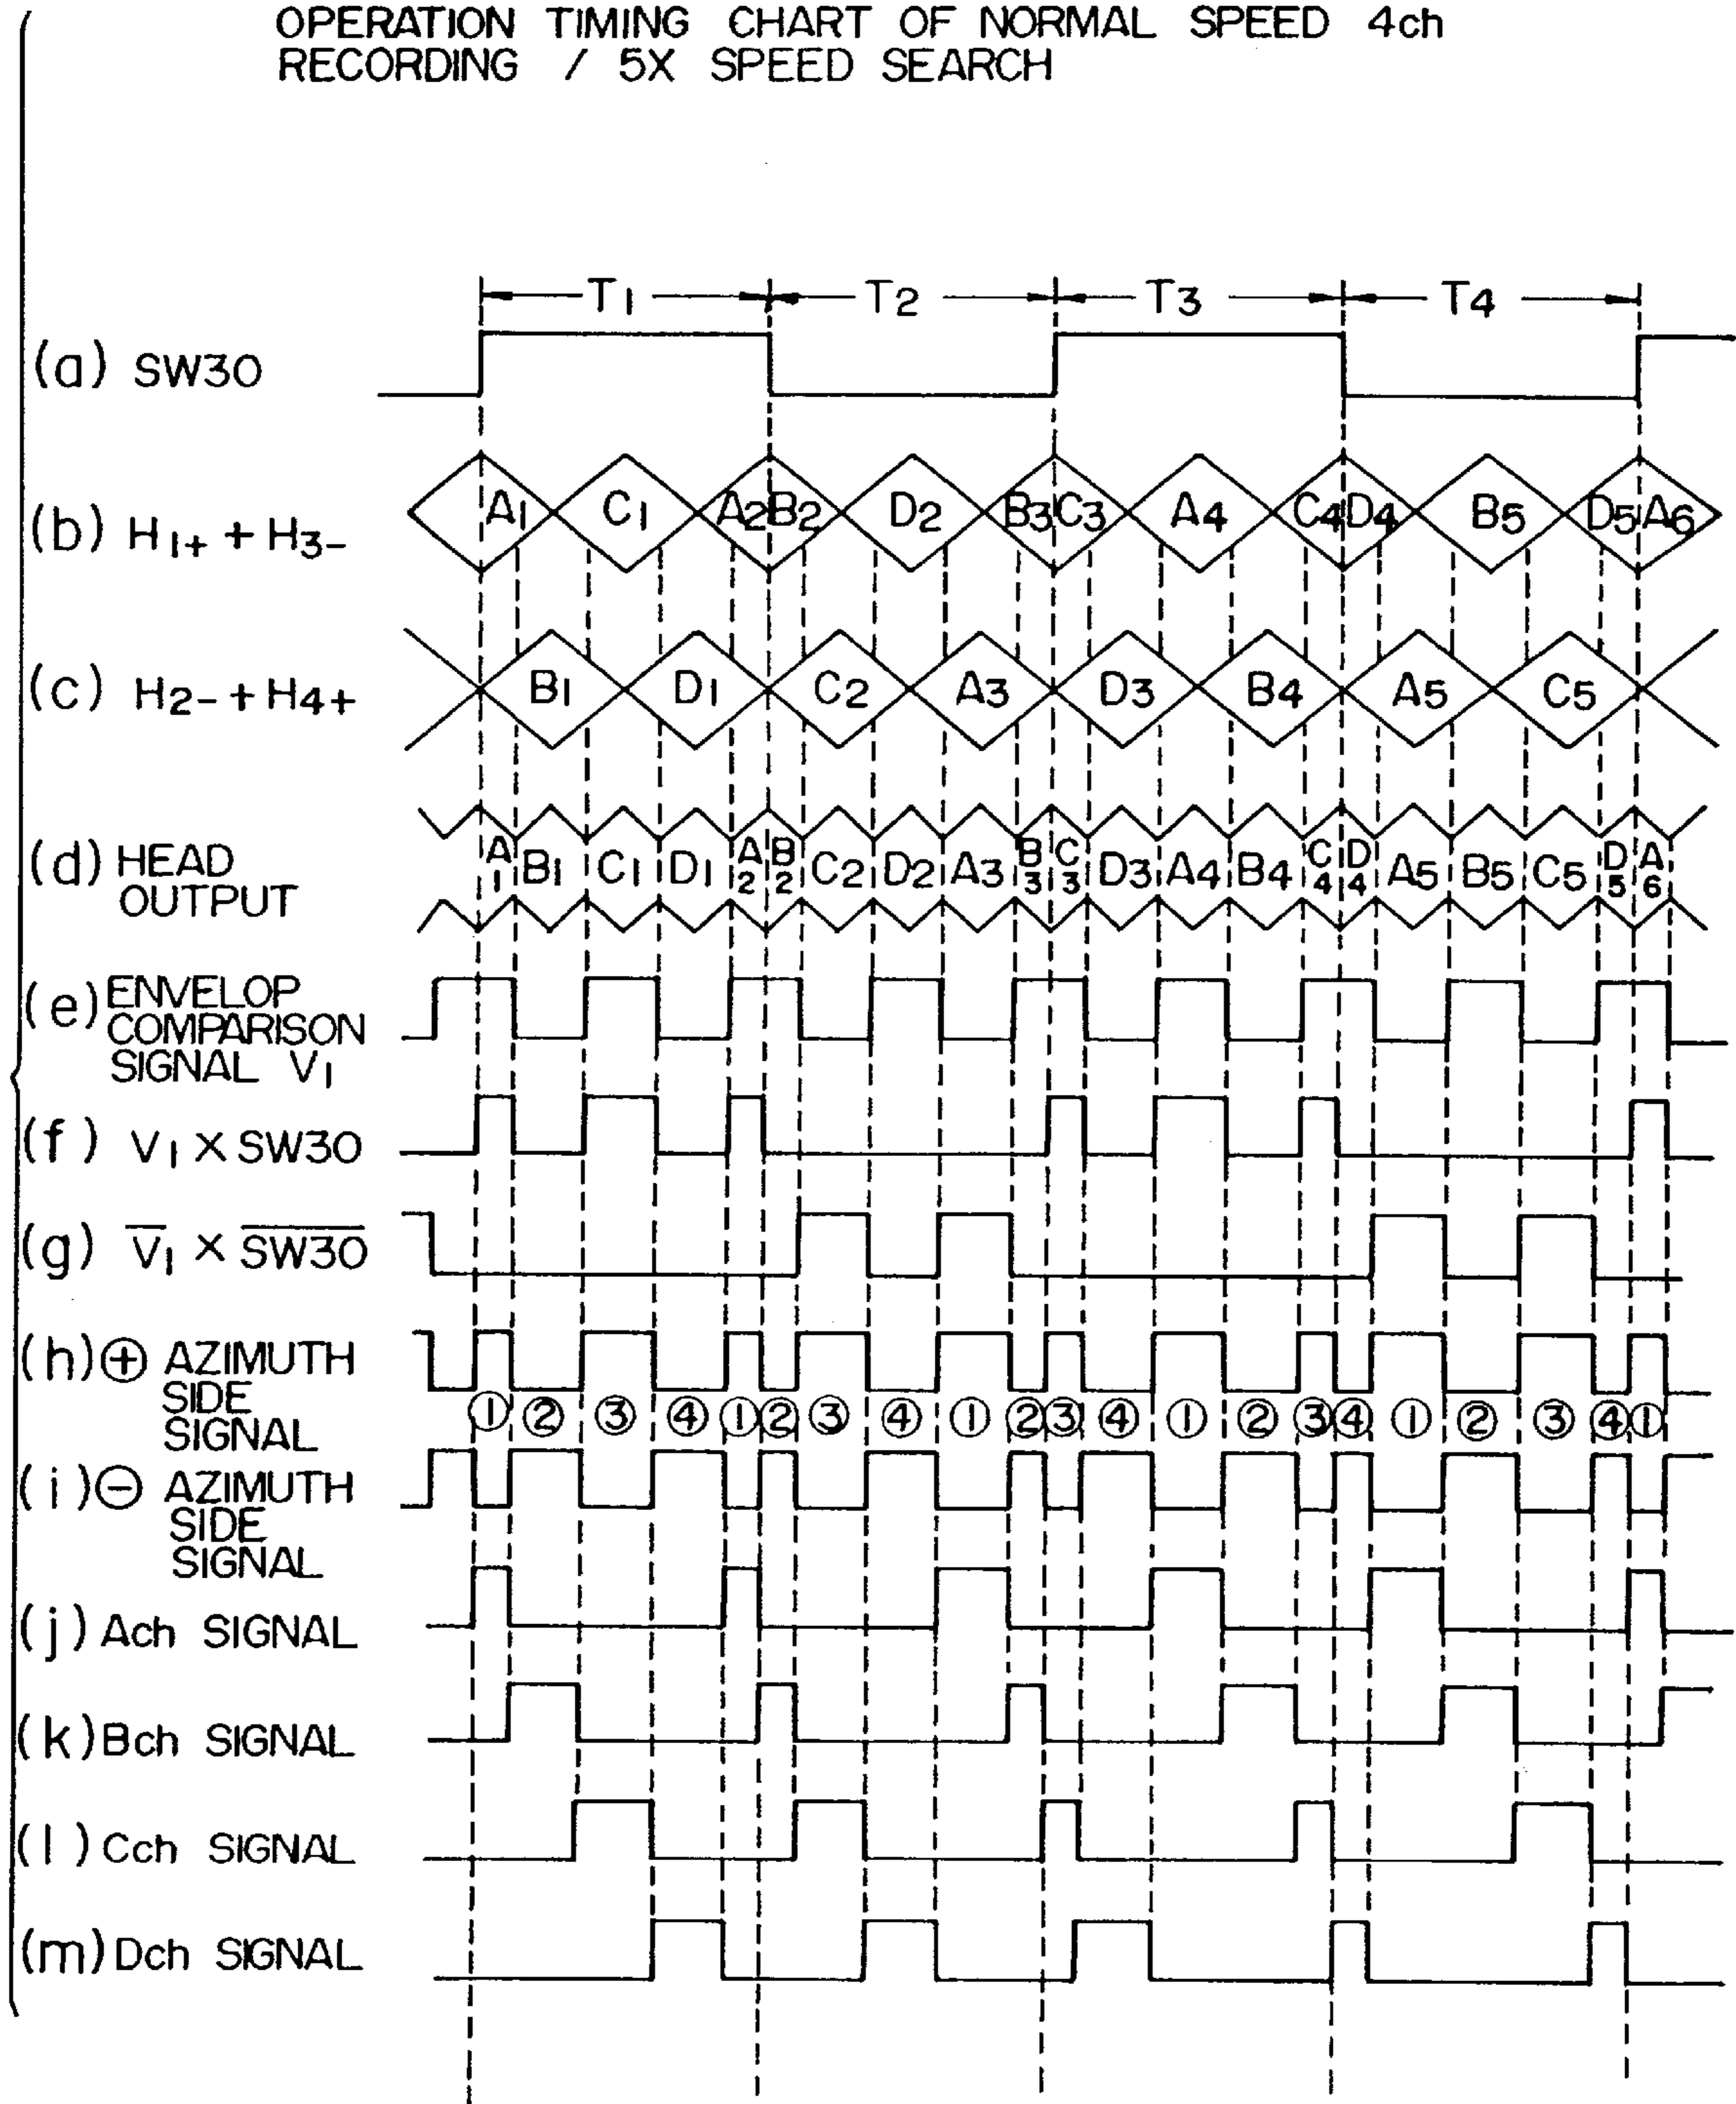 OPERATION TIMING CHART OF NORMAL SPEED 4ch
RECORDING / 5X SPEED SEARCH
T1 T2 T3 T4
(a) SW30
(b) H1+ + H3-
A1 C1 A2 B2 D2 B3 C3 A4 C4 D4 B5 D5 A6
(c) H2- + H4+
B1 D1 C2 A3 D3 B4 A5 C5
(d) HEAD
OUTPUT
A1 B1 C1 D1 A2 B2 C2 D2 A3 B3 C3 D3 A4 B4 C4 D4 A5 B5 C5 D5 A6
(e) ENVELOP
COMPARISON
SIGNAL V1
(f) V1 X SW30
(g) V̅1 X S̅W̅3̅0̅
(h) ⊕ AZIMUTH
SIDE
SIGNAL
① ② ③ ④ ① ② ③ ④ ① ② ③ ④ ① ② ③ ④ ① ② ③ ④ ①
(i) ⊖ AZIMUTH
SIDE
SIGNAL
(j) Ach SIGNAL
(k) Bch SIGNAL
(l) Cch SIGNAL
(m) Dch SIGNAL